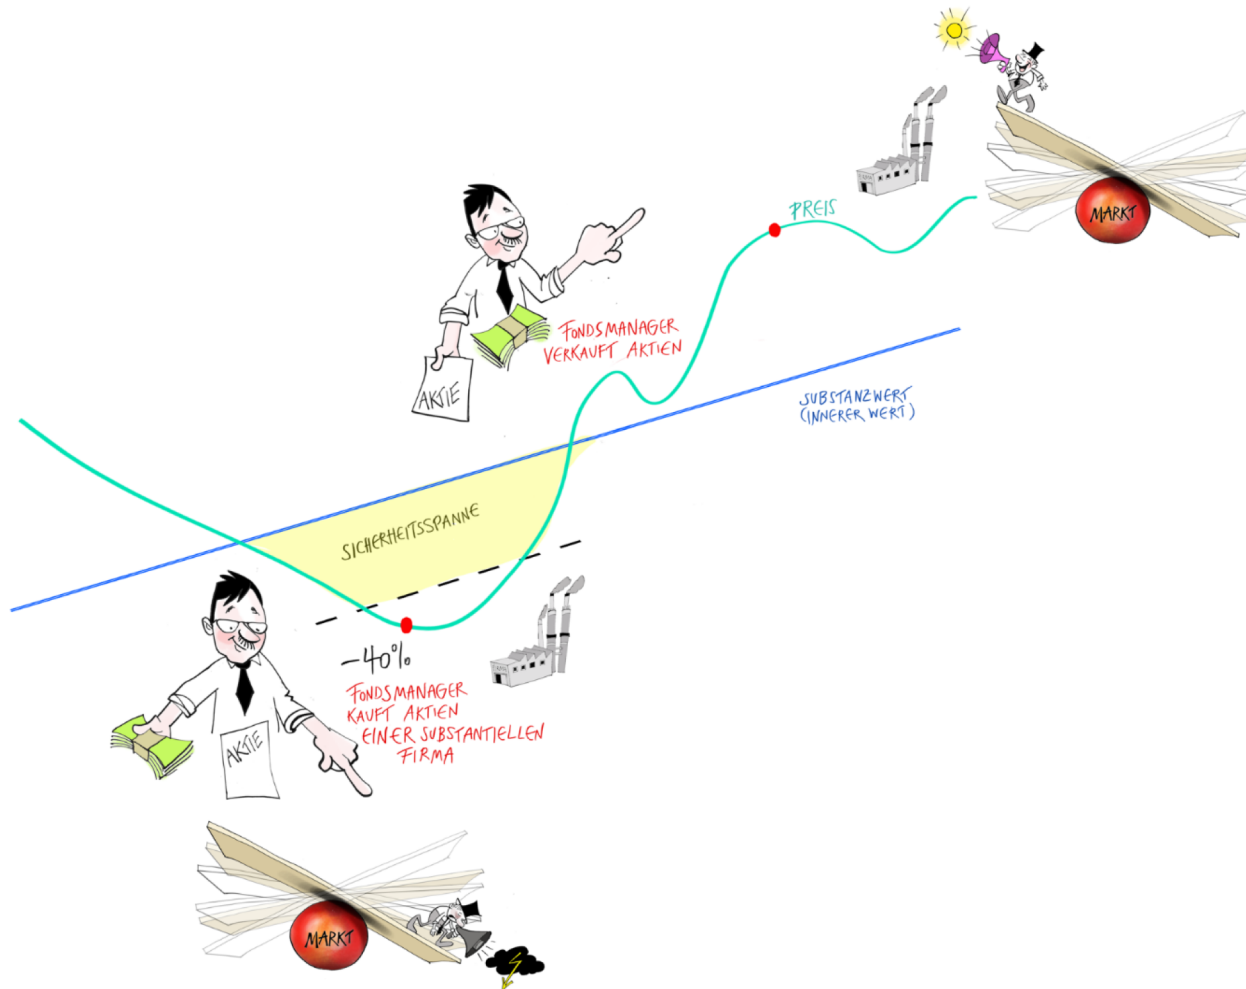 MARKT
PREIS
FONDSMANAGER
VERKAUFT AKTIEN
AKTIE
SUBSTANZWERT
(INNERER WERT)
SICHERHEITSSPANNE
-40%
FONDSMANAGER
KAUFT AKTIEN
EINER SUBSTANTIELLEN
FIRMA
AKTIE
MARKT